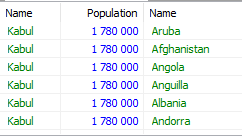 Name Population Name
Kabul 1 780 000 Aruba
Kabul 1 780 000 Afghanistan
Kabul 1 780 000 Angola
Kabul 1 780 000 Anguilla
Kabul 1 780 000 Albania
Kabul 1 780 000 Andorra